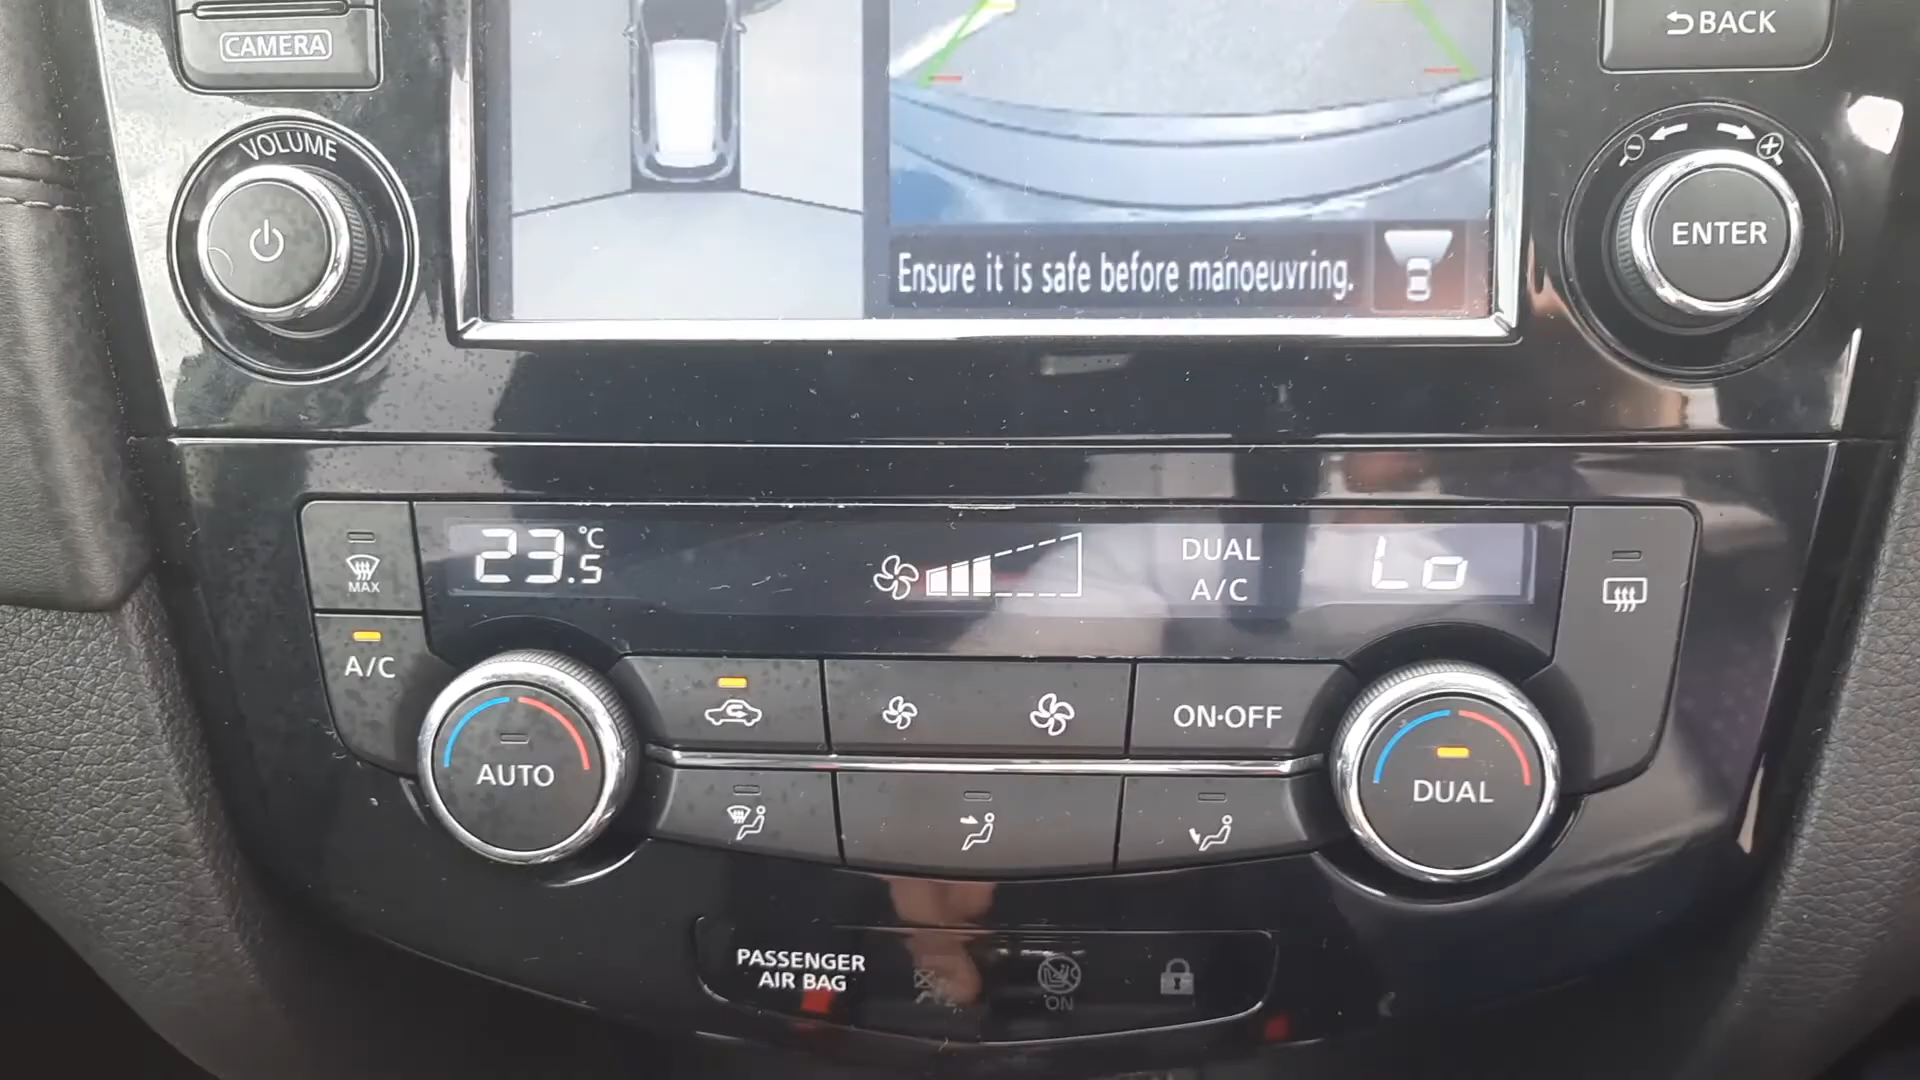 CAMERA
BACK
VOLUME
ENTER
Ensure it is safe before manoeuvring.
23.5 °C
DUAL
A/C
Lo
MAX
A/C
AUTO
ON·OFF
DUAL
PASSENGER
AIR BAG
ON